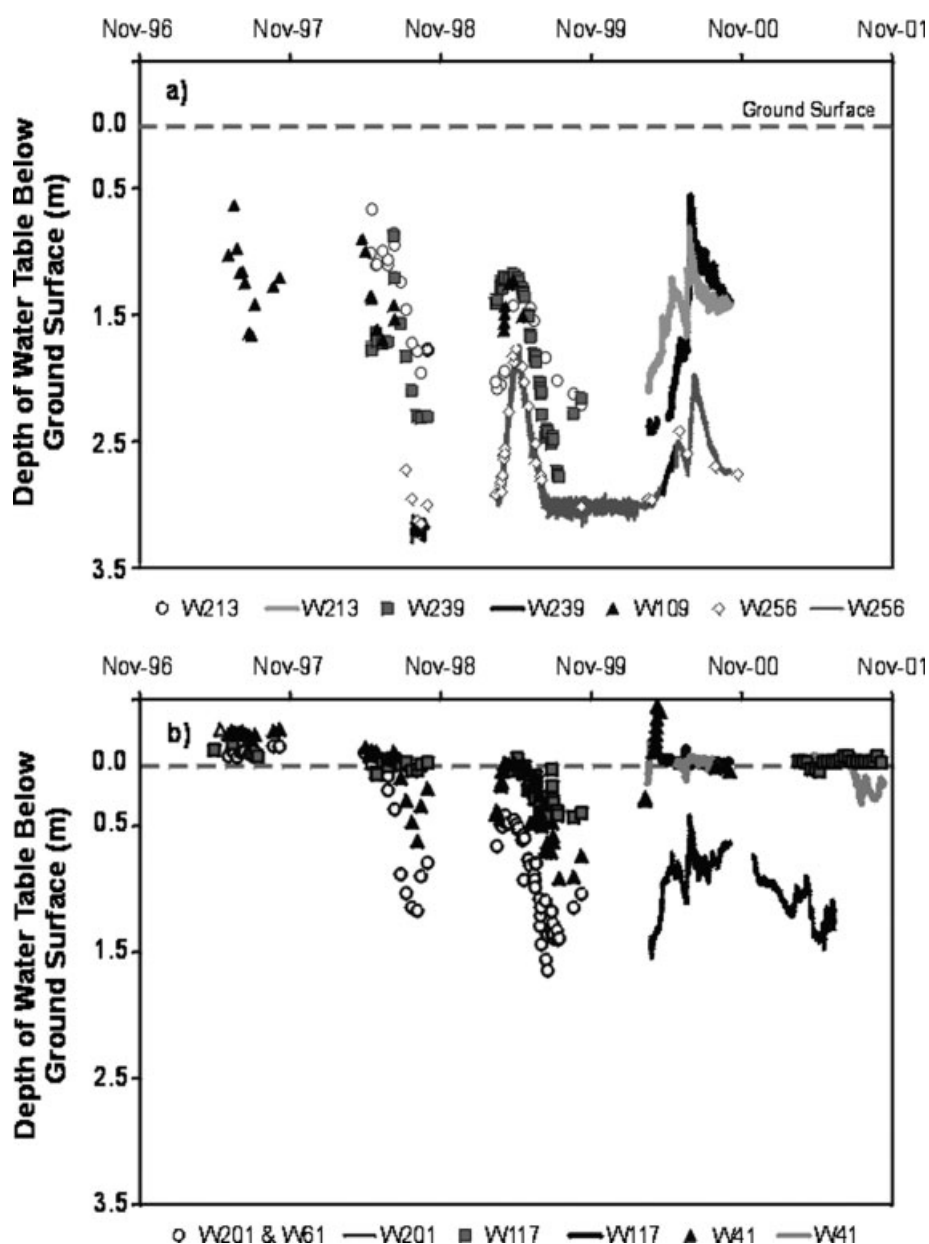 Nov-96 Nov-97 Nov-98 Nov-99 Nov-00 Nov-01
a)
Ground Surface
Depth of Water Table Below
Ground Surface (m)
0.0
0.5
1.5
2.5
3.5
W213 W213 W239 W239 W109 W256 W256
Nov-96 Nov-97 Nov-98 Nov-99 Nov-00 Nov-01
b)
Depth of Water Table Below
Ground Surface (m)
0.0
0.5
1.5
2.5
3.5
W201 & W61 W201 W117 W117 W41 W41